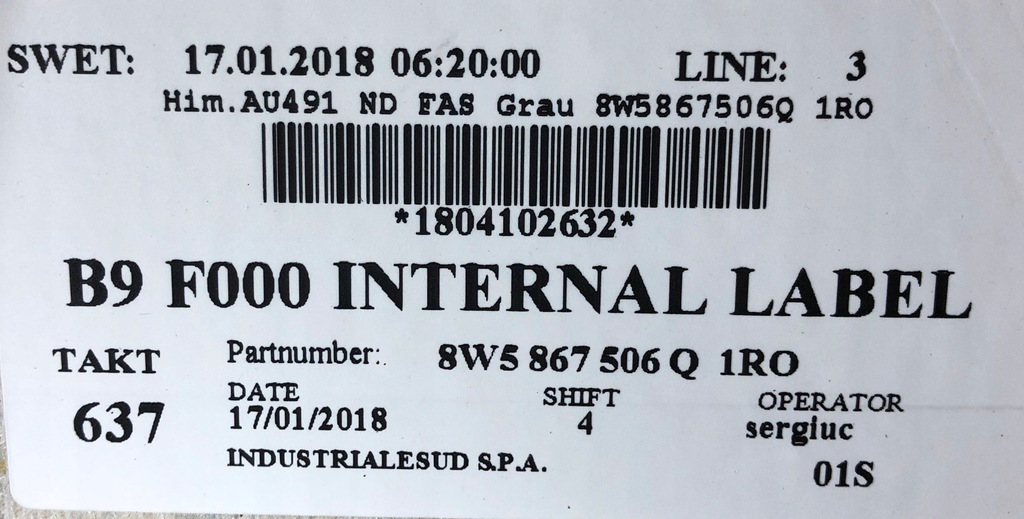 SWET: 17.01.2018 06:20:00 LINE: 3
Him.AU491 ND FAS Grau 8W5867506Q 1RO
*1804102632*
B9 F000 INTERNAL LABEL
TAKT Partnumber: 8W5 867 506 Q 1RO
DATE SHIFT OPERATOR
637 17/01/2018 4 sergiuc
INDUSTRIALESUD S.P.A. 01S